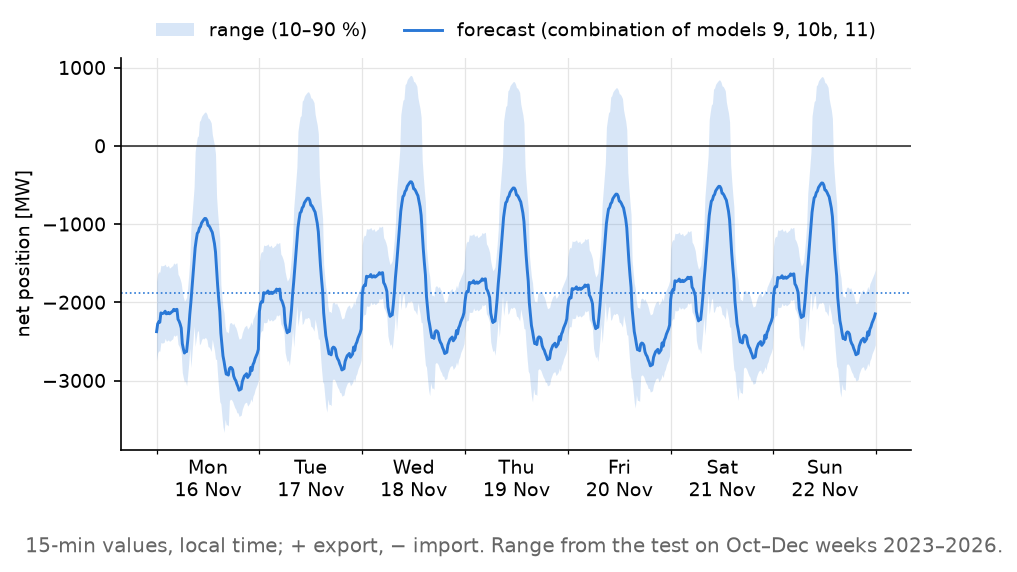 range (10–90 %)
forecast (combination of models 9, 10b, 11)
net position [MW]
1000
0
−1000
−2000
−3000
Mon
16 Nov
Tue
17 Nov
Wed
18 Nov
Thu
19 Nov
Fri
20 Nov
Sat
21 Nov
Sun
22 Nov
15-min values, local time; + export, − import. Range from the test on Oct–Dec weeks 2023–2026.